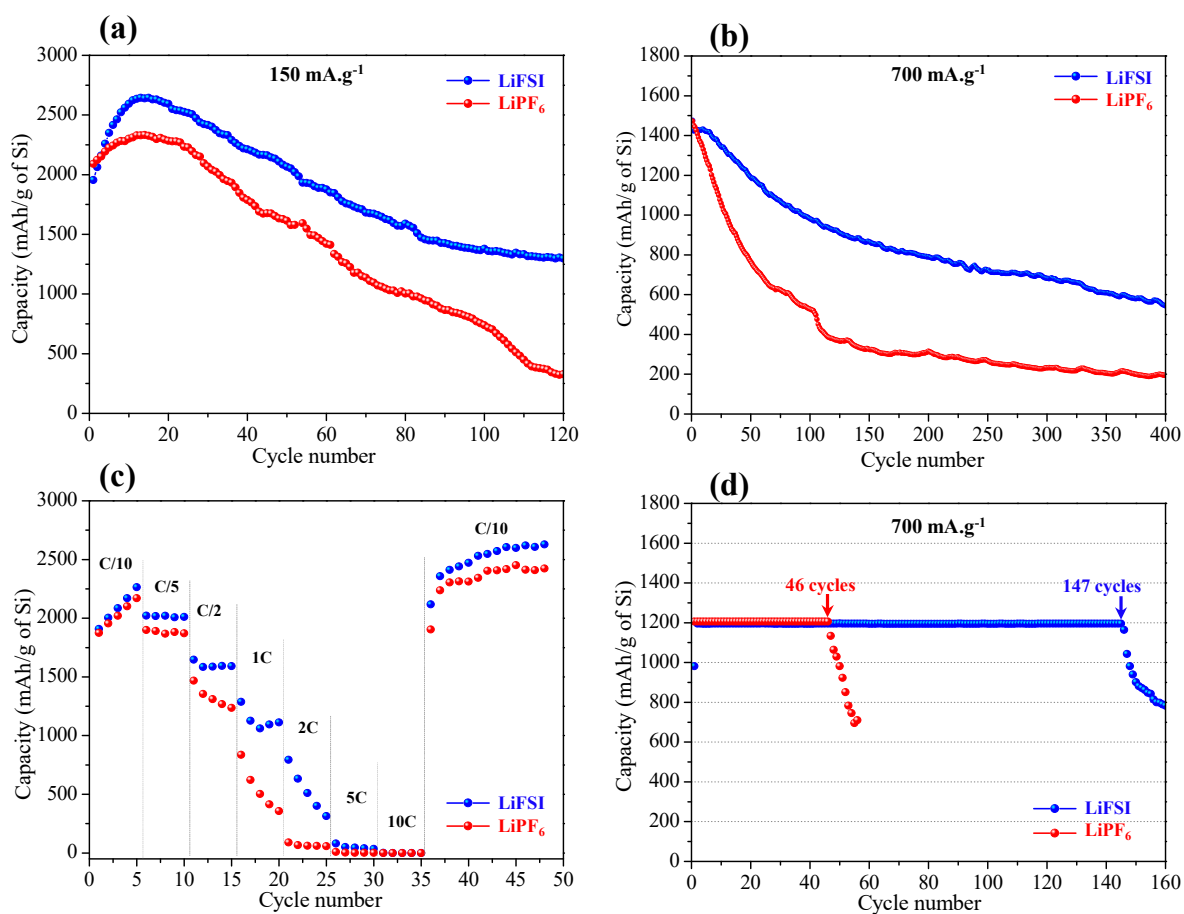 (a)
150 mA.g⁻¹
LiFSI
LiPF₆
Capacity (mAh/g of Si)
3000
2500
2000
1500
1000
500
0
0 20 40 60 80 100 120
Cycle number
(b)
700 mA.g⁻¹
LiFSI
LiPF₆
Capacity (mAh/g of Si)
1800
1600
1400
1200
1000
800
600
400
200
0
0 50 100 150 200 250 300 350 400
Cycle number
(c)
C/10
C/5
C/2
1C
2C
5C
10C
C/10
LiFSI
LiPF₆
Capacity (mAh/g of Si)
3000
2500
2000
1500
1000
500
0
0 5 10 15 20 25 30 35 40 45 50
Cycle number
(d)
700 mA.g⁻¹
46 cycles
147 cycles
LiFSI
LiPF₆
Capacity (mAh/g of Si)
1800
1600
1400
1200
1000
800
600
400
200
0
0 20 40 60 80 100 120 140 160
Cycle number